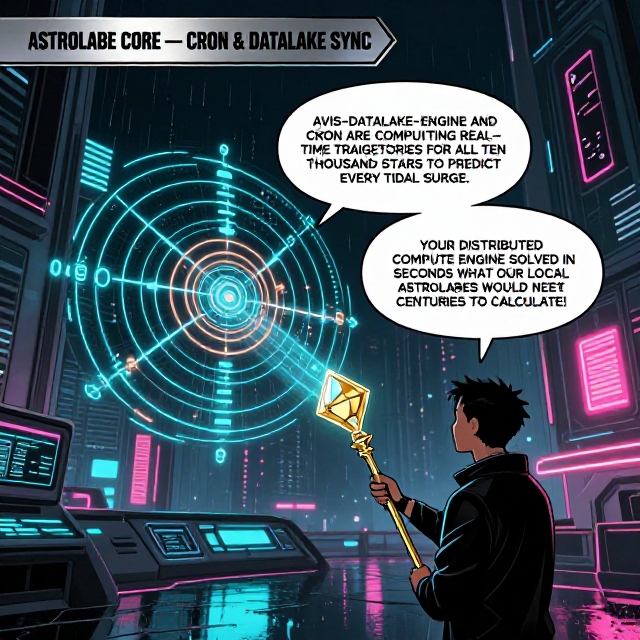 ASTROLABE CORE — CRON & DATALAKE SYNC
AVIS-DATALAKE-ENGINE AND
CRON ARE COMPUITING REAL-
TIME TRAIGETORIES FOR ALL TEN
THOUSAND STARS TO PREDICT
EVERY TIDAL SURGE.
YOUR DISTRIBUTED
COMPUTE ENGINE SOLVED IN
SECONDS WHAT OUR LOCAL
ASTROLABES WOULD NEET
CENTURIES TO CALCULATE!